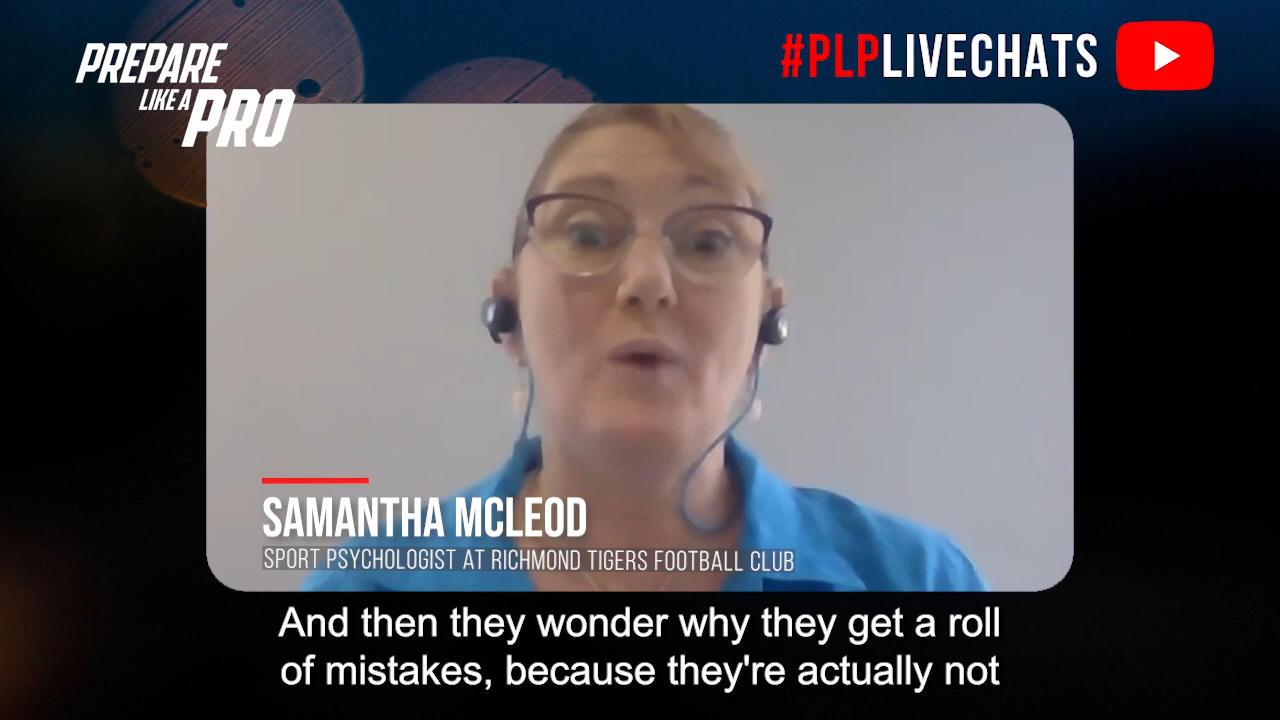 PREPARE
LIKE A
PRO
#PLPLIVECHATS
SAMANTHA MCLEOD
SPORT PSYCHOLOGIST AT RICHMOND TIGERS FOOTBALL CLUB
And then they wonder why they get a roll
of mistakes, because they're actually not